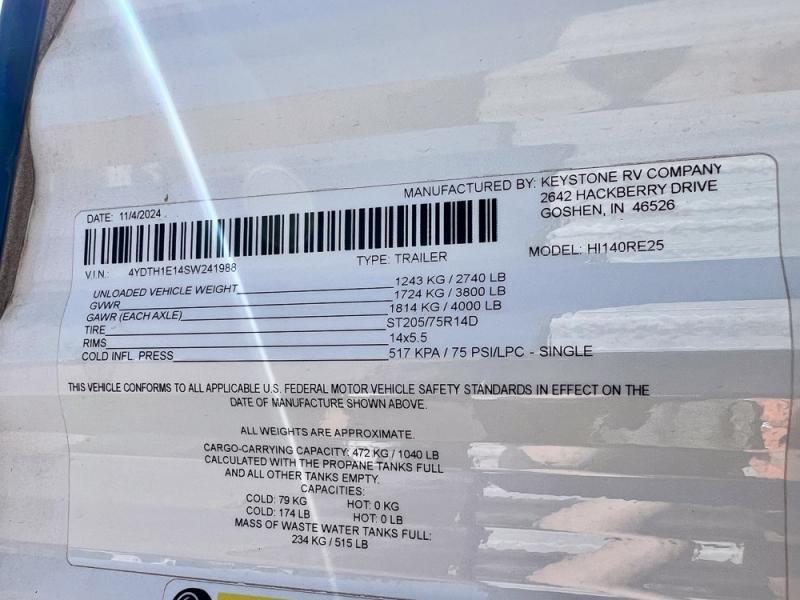 MANUFACTURED BY: KEYSTONE RV COMPANY
2642 HACKBERRY DRIVE
GOSHEN, IN 46526
DATE: 11/4/2024
V.I.N.: 4YDTH1E14SW241988
TYPE: TRAILER
MODEL: HI140RE25
UNLOADED VEHICLE WEIGHT 1243 KG / 2740 LB
GVWR 1724 KG / 3800 LB
GAWR (EACH AXLE) 1814 KG / 4000 LB
TIRE ST205/75R14D
RIMS 14x5.5
COLD INFL. PRESS 517 KPA / 75 PSI/LPC - SINGLE
THIS VEHICLE CONFORMS TO ALL APPLICABLE U.S. FEDERAL MOTOR VEHICLE SAFETY STANDARDS IN EFFECT ON THE
DATE OF MANUFACTURE SHOWN ABOVE.
ALL WEIGHTS ARE APPROXIMATE.
CARGO-CARRYING CAPACITY: 472 KG / 1040 LB
CALCULATED WITH THE PROPANE TANKS FULL
AND ALL OTHER TANKS EMPTY.
CAPACITIES:
COLD: 79 KG HOT: 0 KG
COLD: 174 LB HOT: 0 LB
MASS OF WASTE WATER TANKS FULL:
234 KG / 515 LB